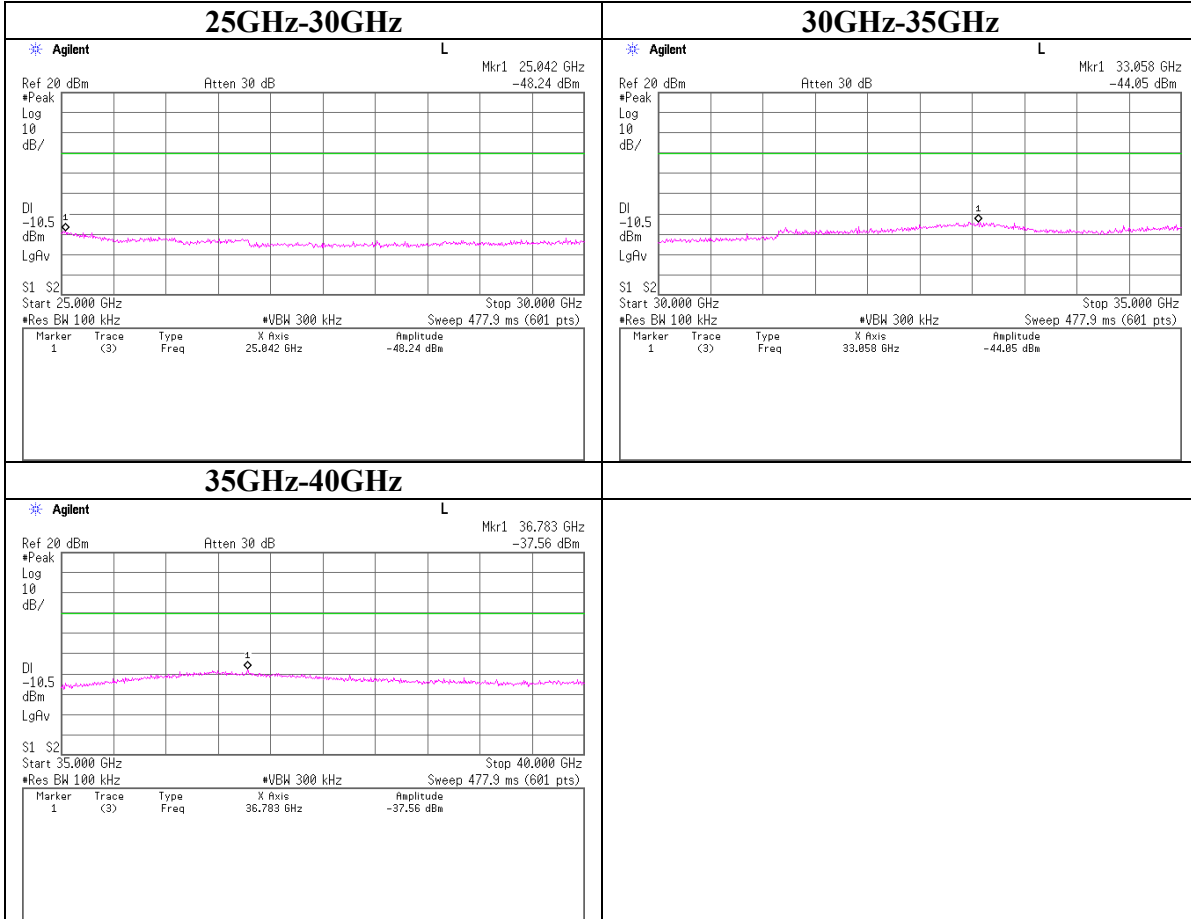 25GHz-30GHz
Agilent L
Mkr1 25.042 GHz
Ref 20 dBm Atten 30 dB -48.24 dBm
#Peak
Log
10
dB/
1
DI
-10.5
dBm
LgAv
S1 S2
Start 25.000 GHz Stop 30.000 GHz
#Res BW 100 kHz #VBW 300 kHz Sweep 477.9 ms (601 pts)
Marker Trace Type X Axis Amplitude
1 (3) Freq 25.042 GHz -48.24 dBm
30GHz-35GHz
Agilent L
Mkr1 33.058 GHz
Ref 20 dBm Atten 30 dB -44.05 dBm
#Peak
Log
10
dB/
1
DI
-10.5
dBm
LgAv
S1 S2
Start 30.000 GHz Stop 35.000 GHz
#Res BW 100 kHz #VBW 300 kHz Sweep 477.9 ms (601 pts)
Marker Trace Type X Axis Amplitude
1 (3) Freq 33.058 GHz -44.05 dBm
35GHz-40GHz
Agilent L
Mkr1 36.783 GHz
Ref 20 dBm Atten 30 dB -37.56 dBm
#Peak
Log
10
dB/
1
DI
-10.5
dBm
LgAv
S1 S2
Start 35.000 GHz Stop 40.000 GHz
#Res BW 100 kHz #VBW 300 kHz Sweep 477.9 ms (601 pts)
Marker Trace Type X Axis Amplitude
1 (3) Freq 36.783 GHz -37.56 dBm